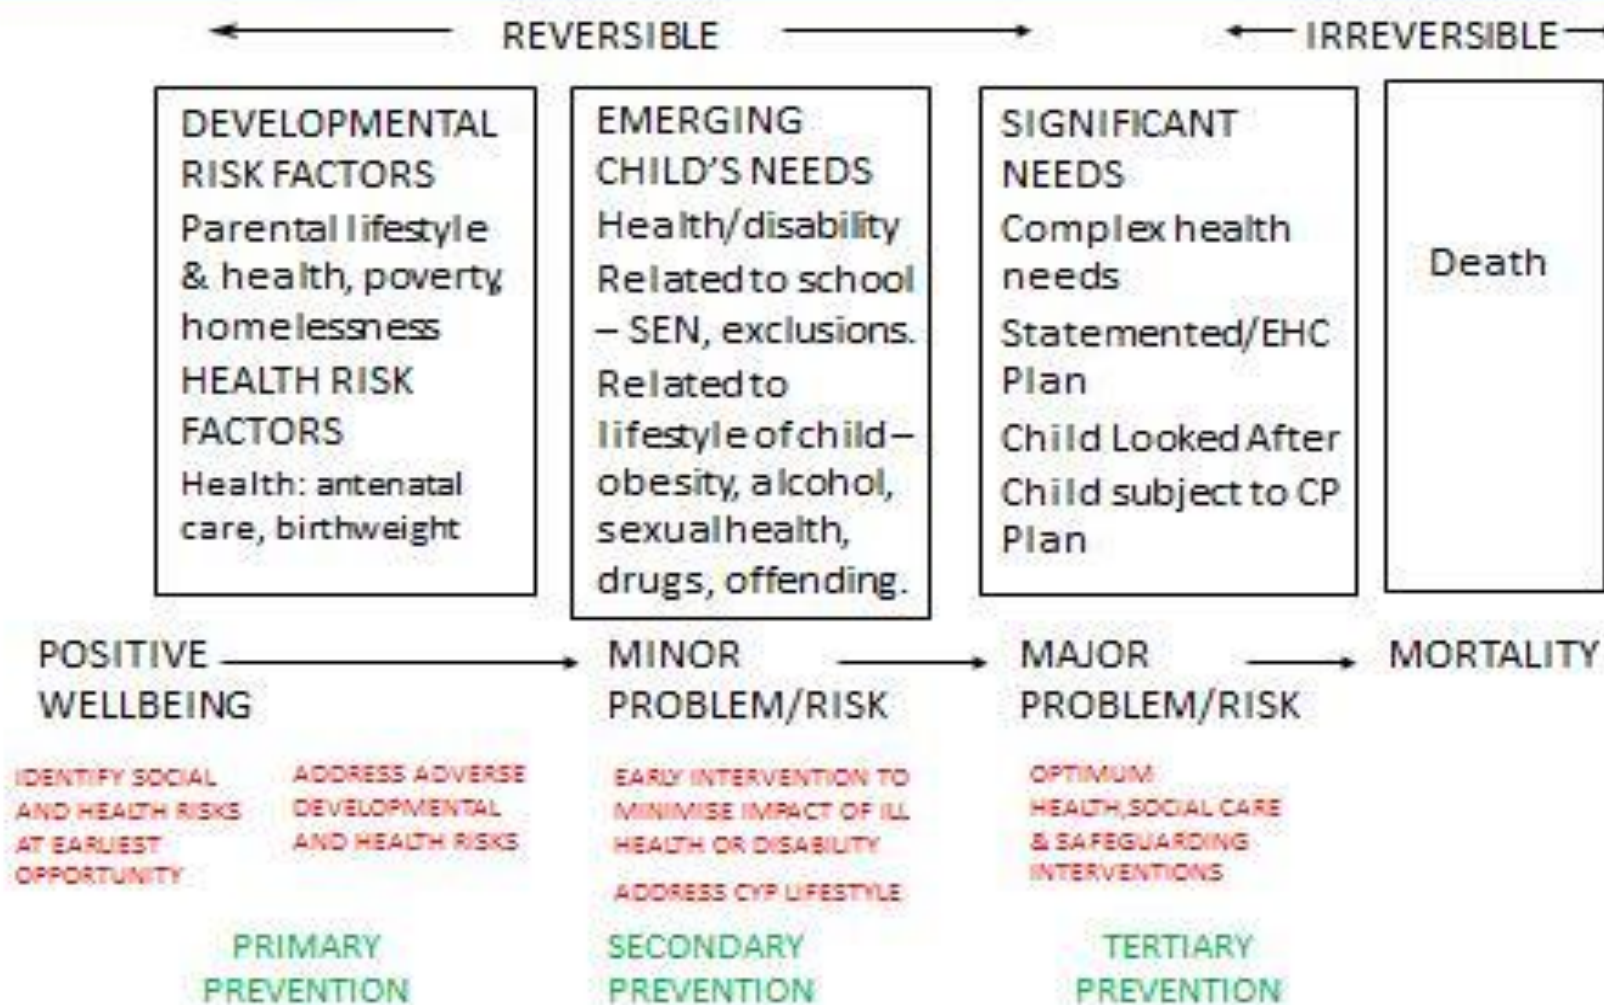 REVERSIBLE
IRREVERSIBLE
DEVELOPMENTAL
RISK FACTORS
Parental lifestyle
& health, poverty,
homelessness
HEALTH RISK
FACTORS
Health: antenatal
care, birthweight
EMERGING
CHILD'S NEEDS
Health/disability
Related to school
– SEN, exclusions.
Related to
lifestyle of child –
obesity, alcohol,
sexual health,
drugs, offending.
SIGNIFICANT
NEEDS
Complex health
needs
Statemented/EHC
Plan
Child Looked After
Child subject to CP
Plan
Death
POSITIVE
WELLBEING
MINOR
PROBLEM/RISK
MAJOR
PROBLEM/RISK
MORTALITY
IDENTIFY SOCIAL
AND HEALTH RISKS
AT EARLIEST
OPPORTUNITY
ADDRESS ADVERSE
DEVELOPMENTAL
AND HEALTH RISKS
EARLY INTERVENTION TO
MINIMISE IMPACT OF ILL
HEALTH OR DISABILITY
ADDRESS CYP LIFESTYLE
OPTIMUM
HEALTH,SOCIAL CARE
& SAFEGUARDING
INTERVENTIONS
PRIMARY
PREVENTION
SECONDARY
PREVENTION
TERTIARY
PREVENTION